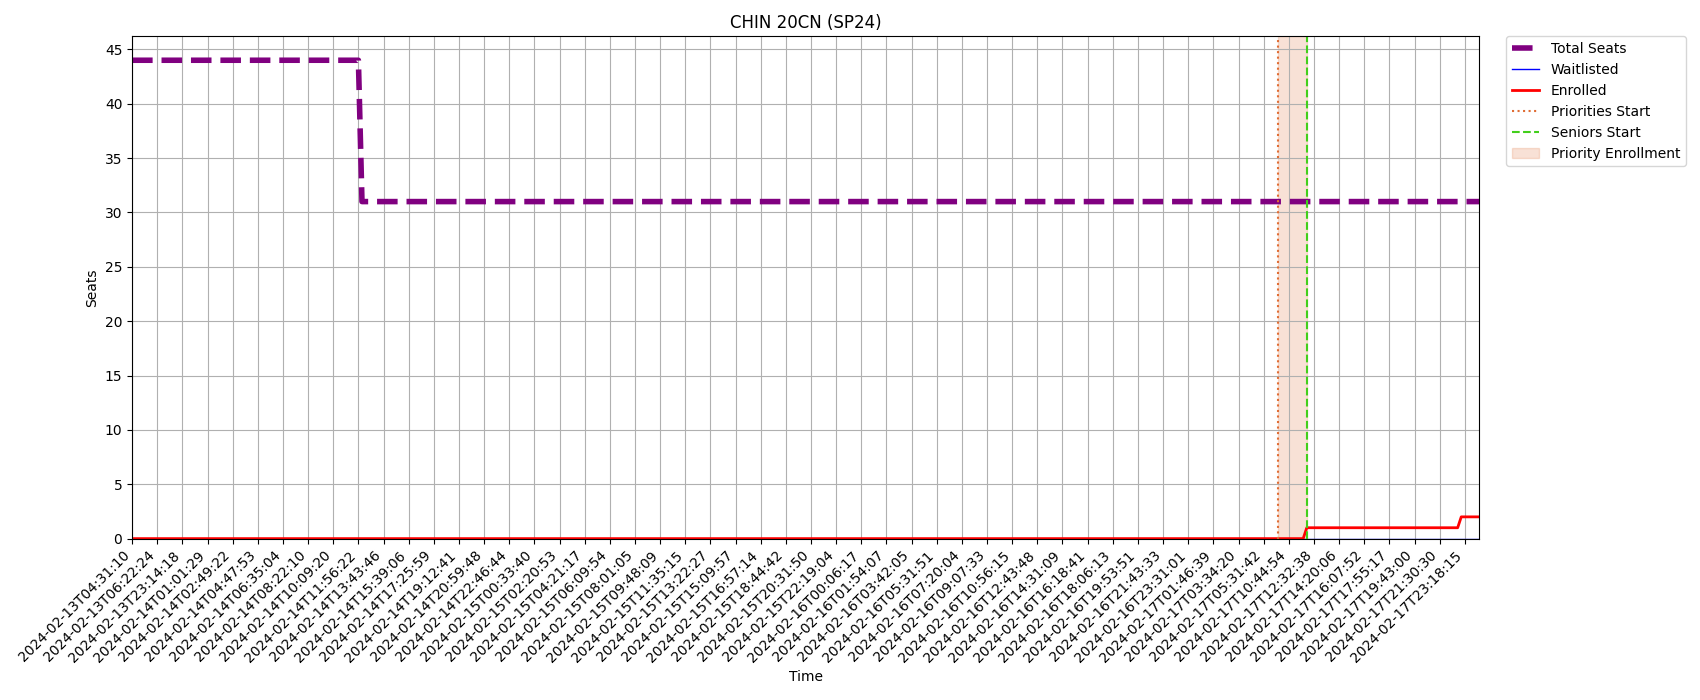 CHIN 20CN (SP24)
Total Seats
Waitlisted
Enrolled
Priorities Start
Seniors Start
Priority Enrollment
Seats
45
40
35
30
25
20
15
10
5
0
2024-02-13T04:31:10
2024-02-13T06:22:24
2024-02-13T23:14:18
2024-02-14T01:01:29
2024-02-14T02:49:22
2024-02-14T04:47:53
2024-02-14T06:35:04
2024-02-14T08:22:10
2024-02-14T10:09:20
2024-02-14T11:56:22
2024-02-14T13:43:46
2024-02-14T15:39:06
2024-02-14T17:25:59
2024-02-14T19:12:41
2024-02-14T20:59:48
2024-02-14T22:46:44
2024-02-15T00:33:40
2024-02-15T02:20:53
2024-02-15T04:21:17
2024-02-15T06:09:54
2024-02-15T08:01:05
2024-02-15T09:48:09
2024-02-15T11:35:15
2024-02-15T13:22:27
2024-02-15T15:09:57
2024-02-15T16:57:14
2024-02-15T18:44:42
2024-02-15T20:31:50
2024-02-15T22:19:04
2024-02-16T00:06:17
2024-02-16T01:54:07
2024-02-16T03:42:05
2024-02-16T05:31:51
2024-02-16T07:20:04
2024-02-16T09:07:33
2024-02-16T10:56:15
2024-02-16T12:43:48
2024-02-16T14:31:09
2024-02-16T16:18:41
2024-02-16T18:06:13
2024-02-16T19:53:51
2024-02-16T21:43:33
2024-02-16T23:31:01
2024-02-17T01:46:39
2024-02-17T03:34:20
2024-02-17T05:31:42
2024-02-17T10:44:54
2024-02-17T12:32:38
2024-02-17T14:20:06
2024-02-17T16:07:52
2024-02-17T17:55:17
2024-02-17T19:43:00
2024-02-17T21:30:30
2024-02-17T23:18:15
Time